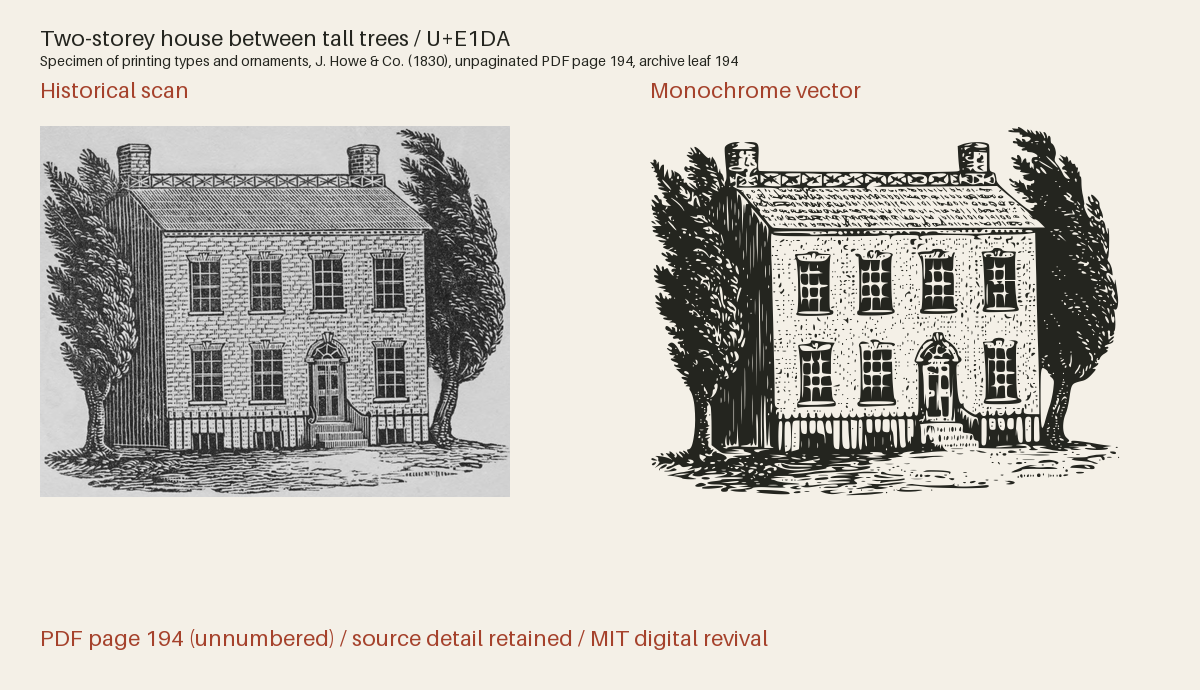 Two-storey house between tall trees / U+E1DA
Specimen of printing types and ornaments, J. Howe & Co. (1830), unpaginated PDF page 194, archive leaf 194
Historical scan
Monochrome vector
PDF page 194 (unnumbered) / source detail retained / MIT digital revival